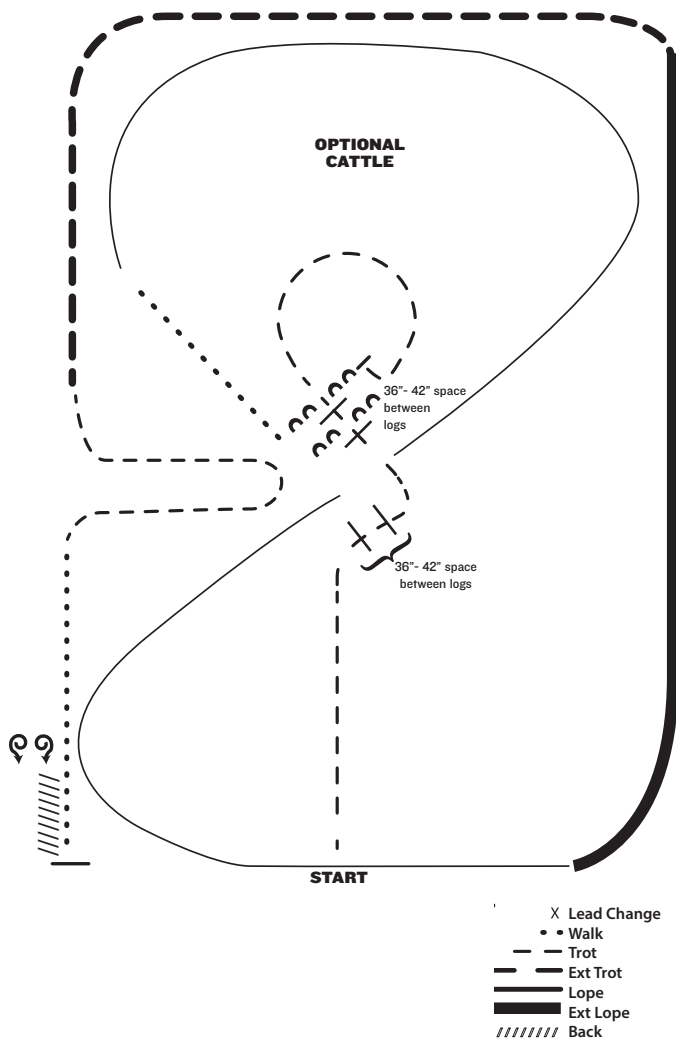 OPTIONAL
CATTLE
36”- 42” space
between
logs
36”- 42” space
between logs
START
X Lead Change
Walk
Trot
Ext Trot
Lope
Ext Lope
Back